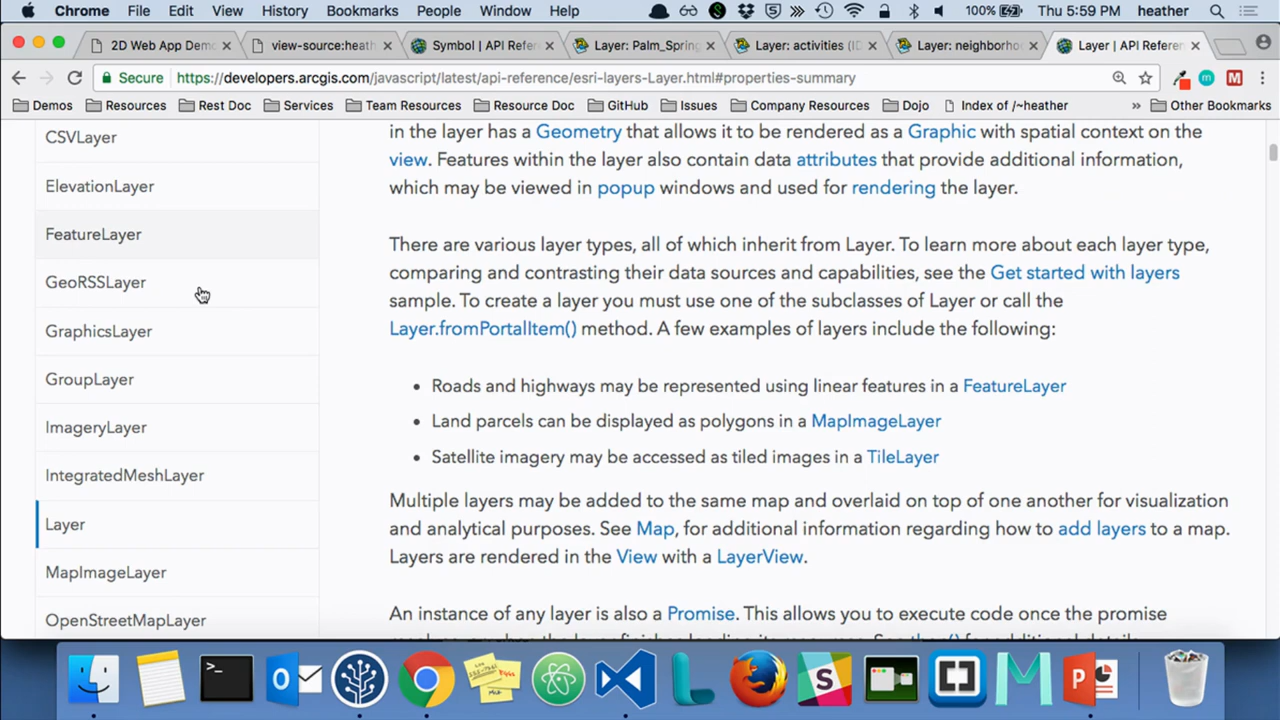 Chrome File Edit View History Bookmarks People Window Help 100% Thu 5:59 PM heather
2D Web App Dem view-source:heath Symbol | API Refere Layer: Palm_Spring Layer: activities (ID Layer: neighborho Layer | API Referen
Secure https://developers.arcgis.com/javascript/latest/api-reference/esri-layers-Layer.html#properties-summary
Demos Resources Rest Doc Services Team Resources Resource Doc GitHub Issues Company Resources Dojo Index of /~heather » Other Bookmarks
CSVLayer
ElevationLayer
FeatureLayer
GeoRSSLayer
GraphicsLayer
GroupLayer
ImageryLayer
IntegratedMeshLayer
Layer
MapImageLayer
OpenStreetMapLayer
in the layer has a Geometry that allows it to be rendered as a Graphic with spatial context on the
view. Features within the layer also contain data attributes that provide additional information,
which may be viewed in popup windows and used for rendering the layer.
There are various layer types, all of which inherit from Layer. To learn more about each layer type,
comparing and contrasting their data sources and capabilities, see the Get started with layers
sample. To create a layer you must use one of the subclasses of Layer or call the
Layer.fromPortalItem() method. A few examples of layers include the following:
• Roads and highways may be represented using linear features in a FeatureLayer
• Land parcels can be displayed as polygons in a MapImageLayer
• Satellite imagery may be accessed as tiled images in a TileLayer
Multiple layers may be added to the same map and overlaid on top of one another for visualization
and analytical purposes. See Map, for additional information regarding how to add layers to a map.
Layers are rendered in the View with a LayerView.
An instance of any layer is also a Promise. This allows you to execute code once the promise